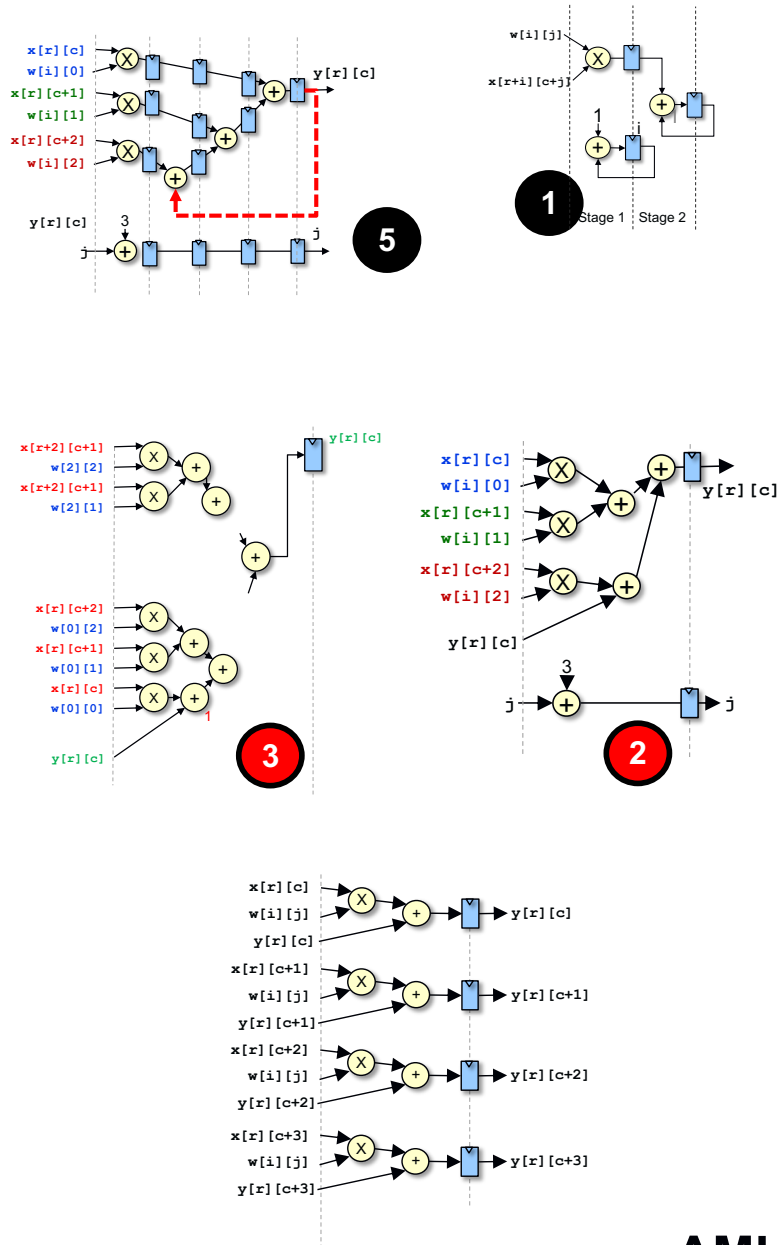 x[r][c]
w[i][0]
x[r][c+1]
w[i][1]
x[r][c+2]
w[i][2]
X
X
X
+
+
+
y[r][c]
y[r][c]
3
j
+
j
5
w[i][j]
x[r+i][c+j]
X
+
1
i
+
1
Stage 1
Stage 2
x[r+2][c+1]
w[2][2]
x[r+2][c+1]
w[2][1]
X
X
+
+
+
y[r][c]
x[r][c+2]
w[0][2]
x[r][c+1]
w[0][1]
x[r][c]
w[0][0]
X
X
X
+
+
+
1
y[r][c]
3
x[r][c]
w[i][0]
x[r][c+1]
w[i][1]
x[r][c+2]
w[i][2]
X
X
X
+
+
+
y[r][c]
y[r][c]
3
j
+
j
2
x[r][c]
w[i][j]
y[r][c]
X
+
y[r][c]
x[r][c+1]
w[i][j]
y[r][c+1]
X
+
y[r][c+1]
x[r][c+2]
w[i][j]
y[r][c+2]
X
+
y[r][c+2]
x[r][c+3]
w[i][j]
y[r][c+3]
X
+
y[r][c+3]